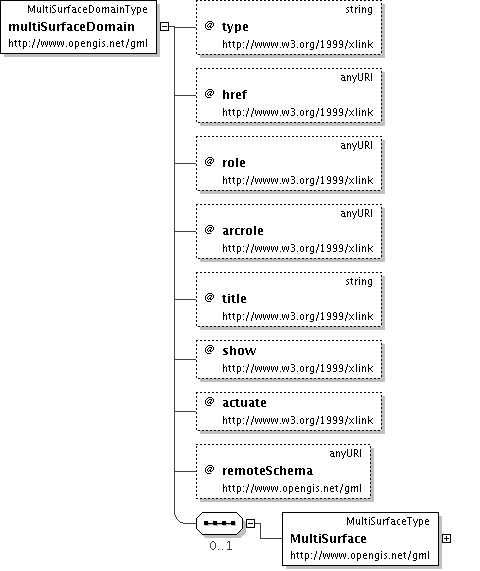 MultiSurfaceDomainType
multiSurfaceDomain
http://www.opengis.net/gml
string
@ type
http://www.w3.org/1999/xlink
anyURI
@ href
http://www.w3.org/1999/xlink
anyURI
@ role
http://www.w3.org/1999/xlink
anyURI
@ arcrole
http://www.w3.org/1999/xlink
string
@ title
http://www.w3.org/1999/xlink
@ show
http://www.w3.org/1999/xlink
@ actuate
http://www.w3.org/1999/xlink
anyURI
@ remoteSchema
http://www.opengis.net/gml
0..1
MultiSurfaceType
MultiSurface
http://www.opengis.net/gml